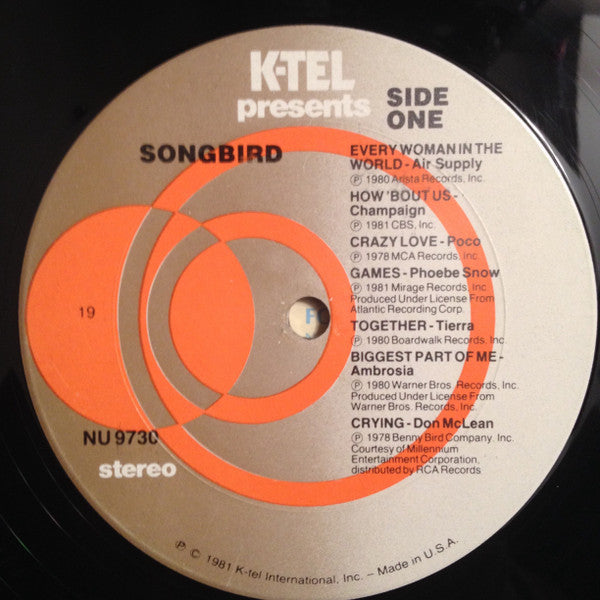 K-TEL
presents
SIDE
ONE
SONGBIRD
EVERY WOMAN IN THE
WORLD - Air Supply
Ⓟ 1980 Arista Records, Inc.
HOW 'BOUT US -
Champaign
Ⓟ 1981 CBS, Inc.
CRAZY LOVE - Poco
Ⓟ 1978 MCA Records, Inc.
GAMES - Phoebe Snow
Ⓟ 1981 Mirage Records, Inc.
Produced Under License From
Atlantic Recording Corp.
TOGETHER - Tierra
Ⓟ 1980 Boardwalk Records, Inc.
BIGGEST PART OF ME -
Ambrosia
Ⓟ 1980 Warner Bros. Records, Inc.
Produced Under License From
Warner Bros. Records, Inc.
CRYING - Don McLean
Ⓟ 1978 Benny Bird Company, Inc.
Courtesy of Millennium
Entertainment Corporation,
distributed by RCA Records
19
NU 9730
stereo
Ⓟ © 1981 K-tel International, Inc. – Made in U.S.A.